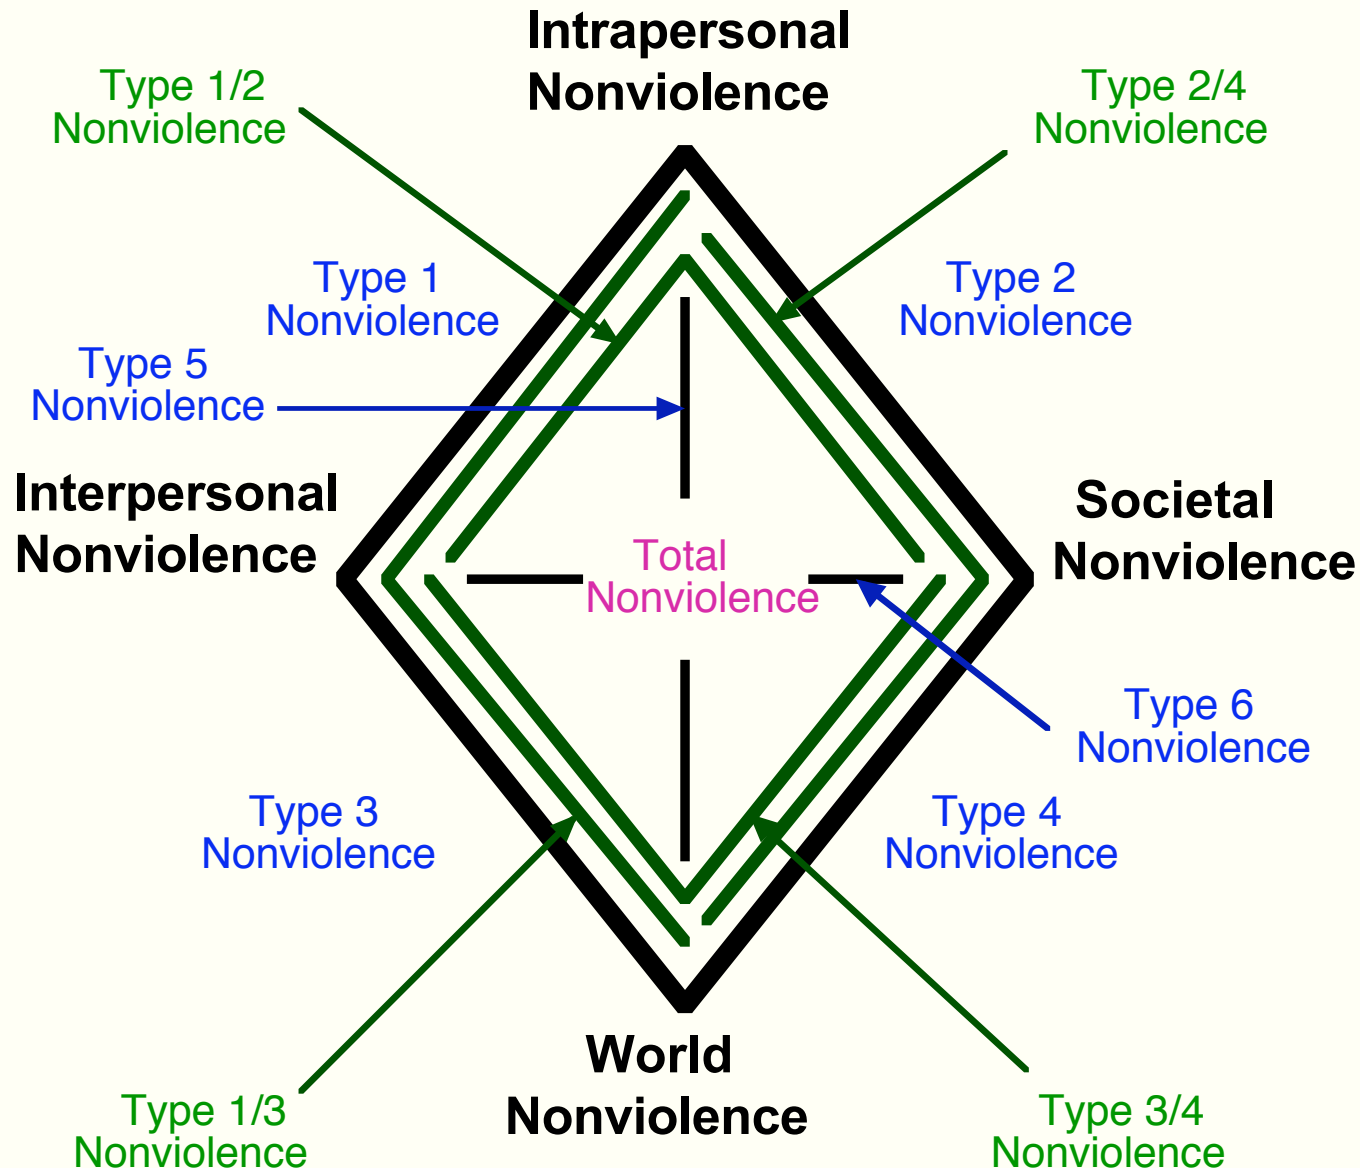 Intrapersonal
Nonviolence
Type 1/2
Nonviolence
Type 2/4
Nonviolence
Type 1
Nonviolence
Type 2
Nonviolence
Type 5
Nonviolence
Interpersonal
Nonviolence
Societal
Nonviolence
Total
Nonviolence
Type 6
Nonviolence
Type 3
Nonviolence
Type 4
Nonviolence
World
Nonviolence
Type 1/3
Nonviolence
Type 3/4
Nonviolence